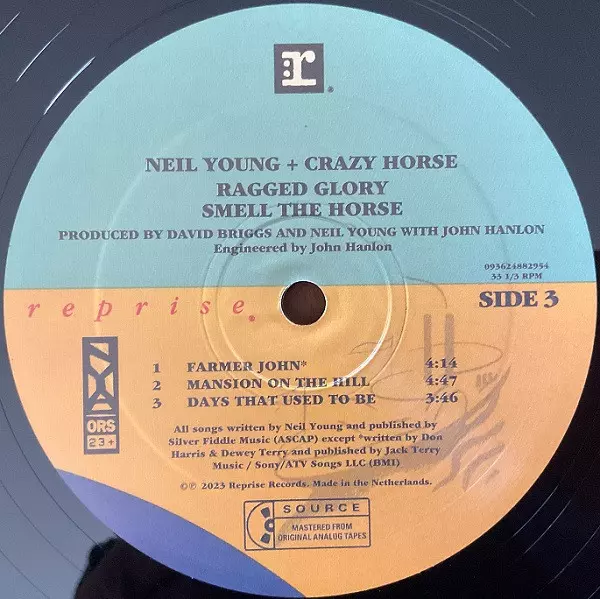 r
NEIL YOUNG + CRAZY HORSE
RAGGED GLORY
SMELL THE HORSE
PRODUCED BY DAVID BRIGGS AND NEIL YOUNG WITH JOHN HANLON
Engineered by John Hanlon
093624882954
33 1/3 RPM
reprise®
SIDE 3
1 FARMER JOHN* 4:14
2 MANSION ON THE HILL 4:47
3 DAYS THAT USED TO BE 3:46
ORS
23+
All songs written by Neil Young and published by
Silver Fiddle Music (ASCAP) except *written by Don
Harris & Dewey Terry and published by Jack Terry
Music / Sony/ATV Songs LLC (BMI)
©℗ 2023 Reprise Records. Made in the Netherlands.
SOURCE
MASTERED FROM
ORIGINAL ANALOG TAPES